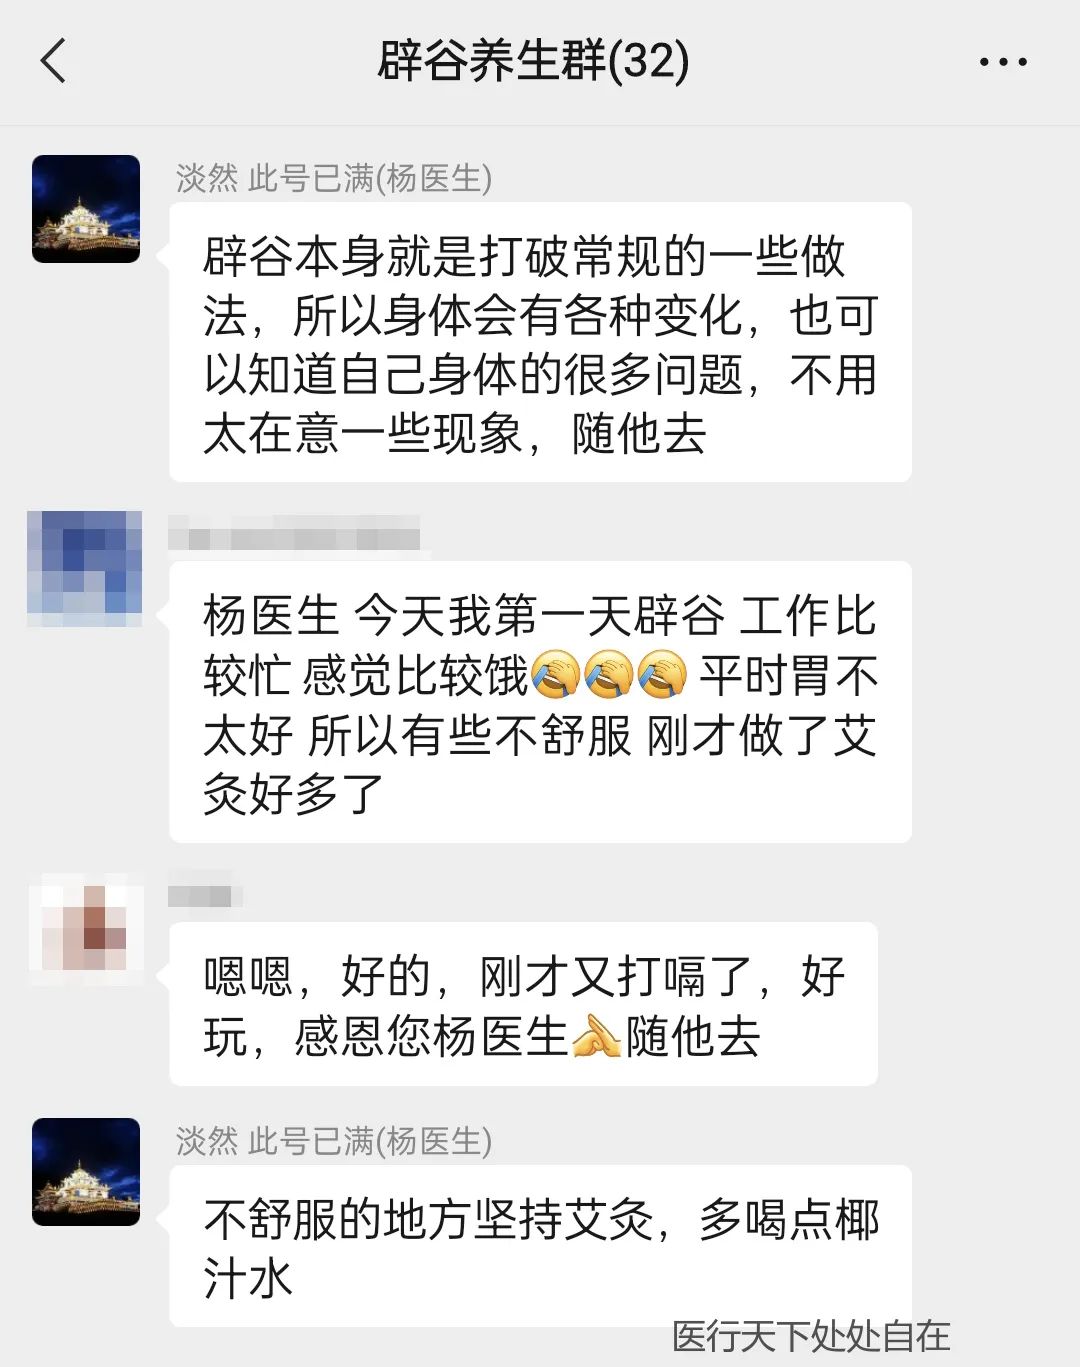 辟谷养生群(32)
淡然 此号已满(杨医生)
辟谷本身就是打破常规的一些做
法，所以身体会有各种变化，也可
以知道自己身体的很多问题，不用
太在意一些现象，随他去
杨医生 今天我第一天辟谷 工作比
较忙 感觉比较饿🤣🤣🤣 平时胃不
太好 所以有些不舒服 刚才做了艾
灸好多了
嗯嗯，好的，刚才又打嗝了，好
玩，感恩您杨医生🙏随他去
淡然 此号已满(杨医生)
不舒服的地方坚持艾灸，多喝点椰
汁水
医行天下处处自在